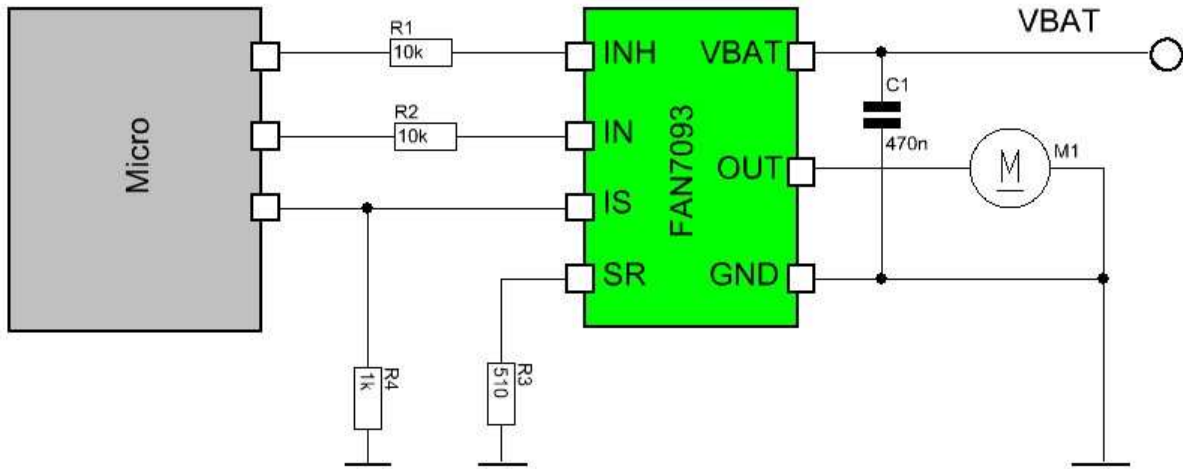 VBAT
R1
10k
INH
VBAT
C1
R2
10k
IN
470n
M1
Micro
FAN7093
OUT
M
IS
SR
GND
R4
1k
R3
510